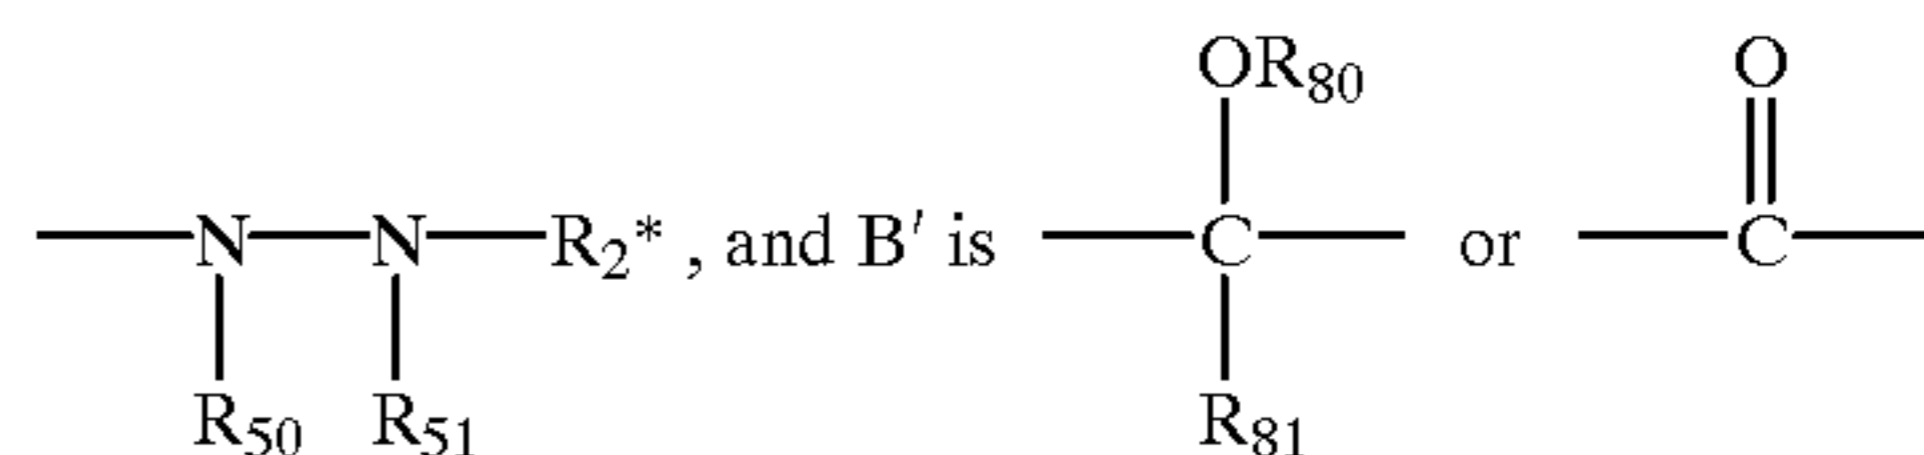 OR80 O
N N R2* , and B′ is C or C
R50 R51 R81